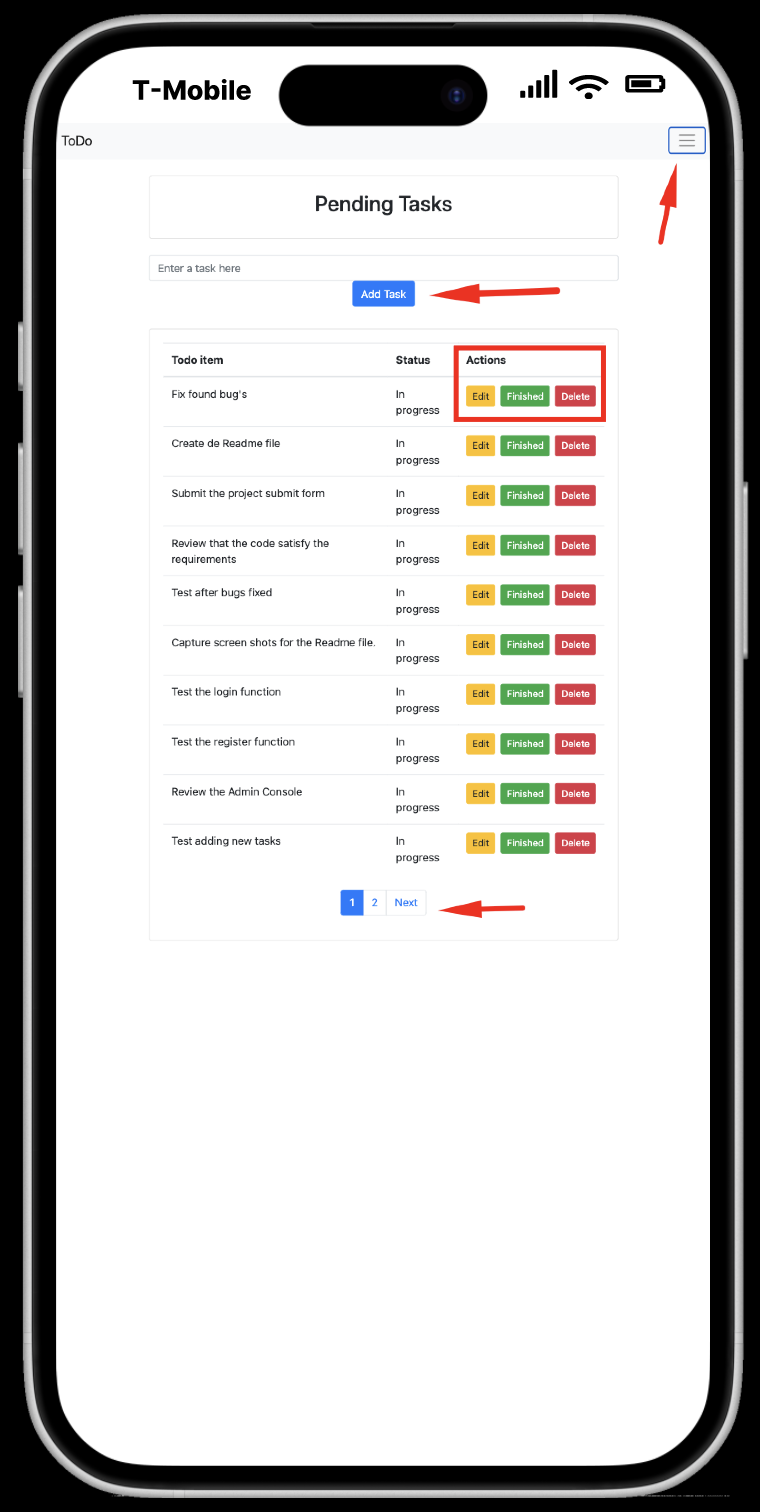 T-Mobile
ToDo
Pending Tasks
Enter a task here
Add Task
Todo item Status Actions
Fix found bug's In Edit Finished Delete
progress
Create de Readme file In Edit Finished Delete
progress
Submit the project submit form In Edit Finished Delete
progress
Review that the code satisfy the In Edit Finished Delete
requirements progress
Test after bugs fixed In Edit Finished Delete
progress
Capture screen shots for the Readme file. In Edit Finished Delete
progress
Test the login function In Edit Finished Delete
progress
Test the register function In Edit Finished Delete
progress
Review the Admin Console In Edit Finished Delete
progress
Test adding new tasks In Edit Finished Delete
progress
1 2 Next